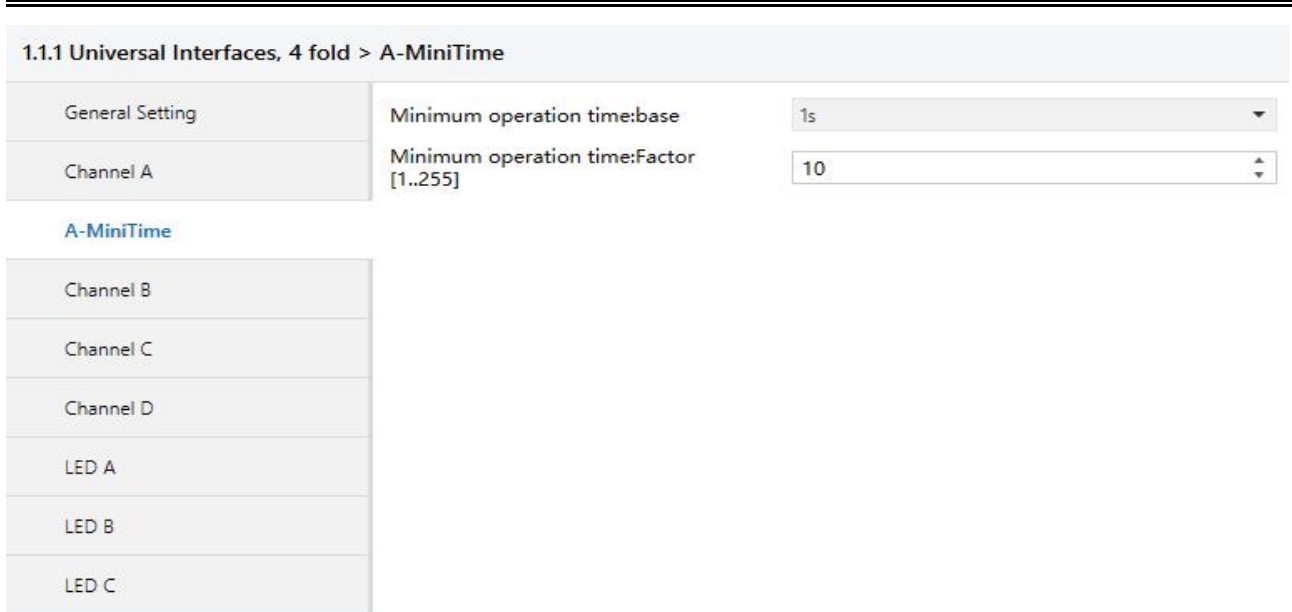 1.1.1 Universal Interfaces, 4 fold > A-MiniTime
General Setting
Minimum operation time:base
1s
Channel A
Minimum operation time:Factor
[1..255]
10
A-MiniTime
Channel B
Channel C
Channel D
LED A
LED B
LED C